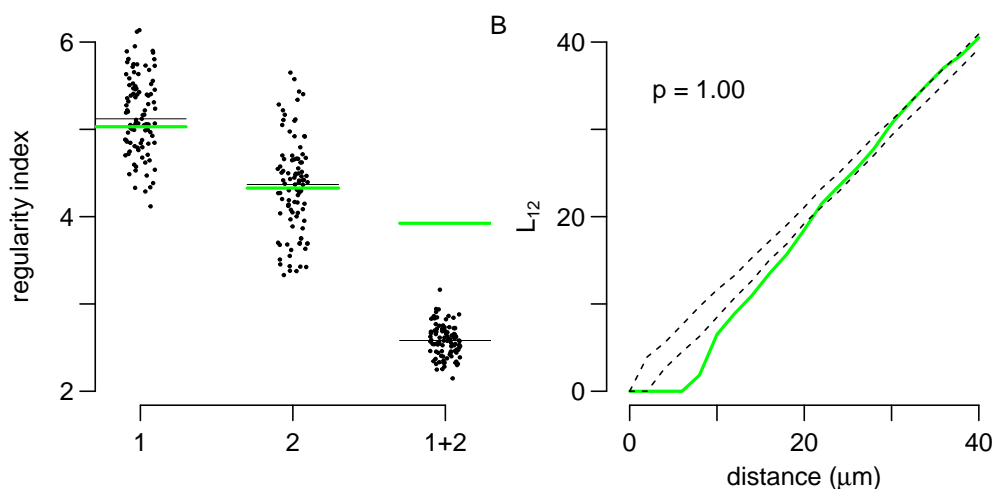 B
6
4
2
regularity index
1
2
1+2
40
20
0
L12
p = 1.00
0
20
40
distance (μm)